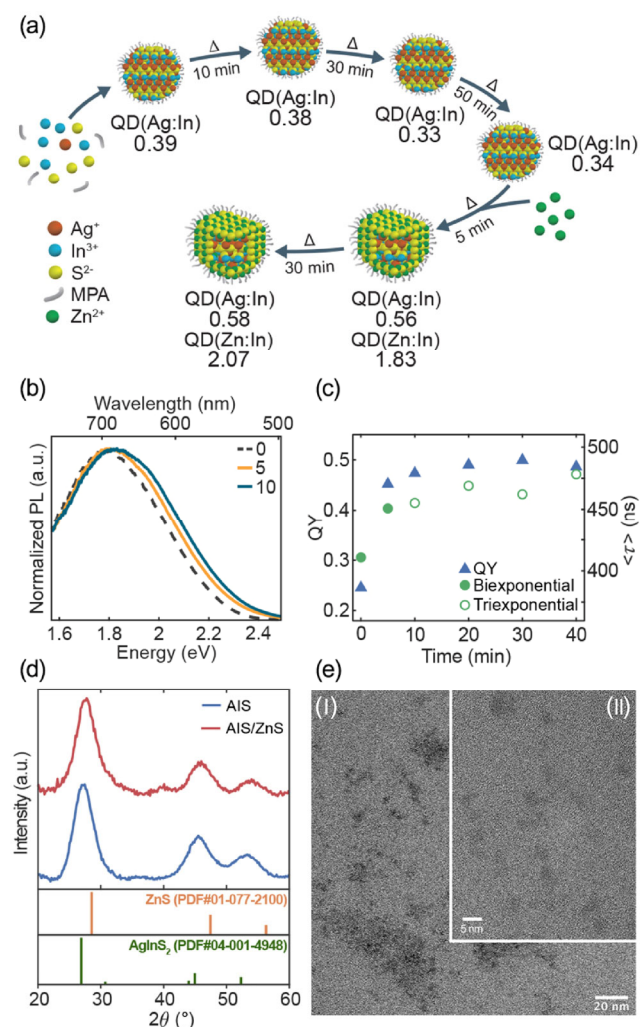 (a)
Δ
10 min
Δ
30 min
Δ
50 min
QD(Ag:In)
0.39
QD(Ag:In)
0.38
QD(Ag:In)
0.33
QD(Ag:In)
0.34
Δ
5 min
Δ
30 min
Ag⁺
In³⁺
S²⁻
MPA
Zn²⁺
QD(Ag:In)
0.58
QD(Zn:In)
2.07
QD(Ag:In)
0.56
QD(Zn:In)
1.83
(b)
Wavelength (nm)
700 600 500
0
5
10
Normalized PL (a.u.)
1.6 1.8 2 2.2 2.4
Energy (eV)
(c)
0.5
0.4
0.3
0.2
QY
500
450
400
<τ> (ns)
QY
Biexponential
Triexponential
0 10 20 30 40
Time (min)
(d)
AIS
AIS/ZnS
Intensity (a.u.)
ZnS (PDF#01-077-2100)
AgInS₂ (PDF#04-001-4948)
20 30 40 50 60
2θ (°)
(e)
(I)
(II)
5 nm
20 nm